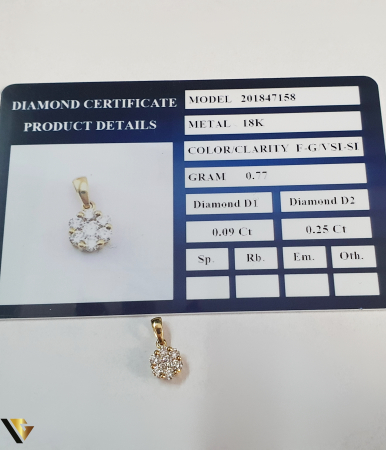 DIAMOND CERTIFICATE
PRODUCT DETAILS
MODEL 201847158
METAL 18K
COLOR/CLARITY F-G/VSI-SI
GRAM 0.77
Diamond D1 Diamond D2
0.09 Ct 0.25 Ct
Sp. Rb. Em. Oth.